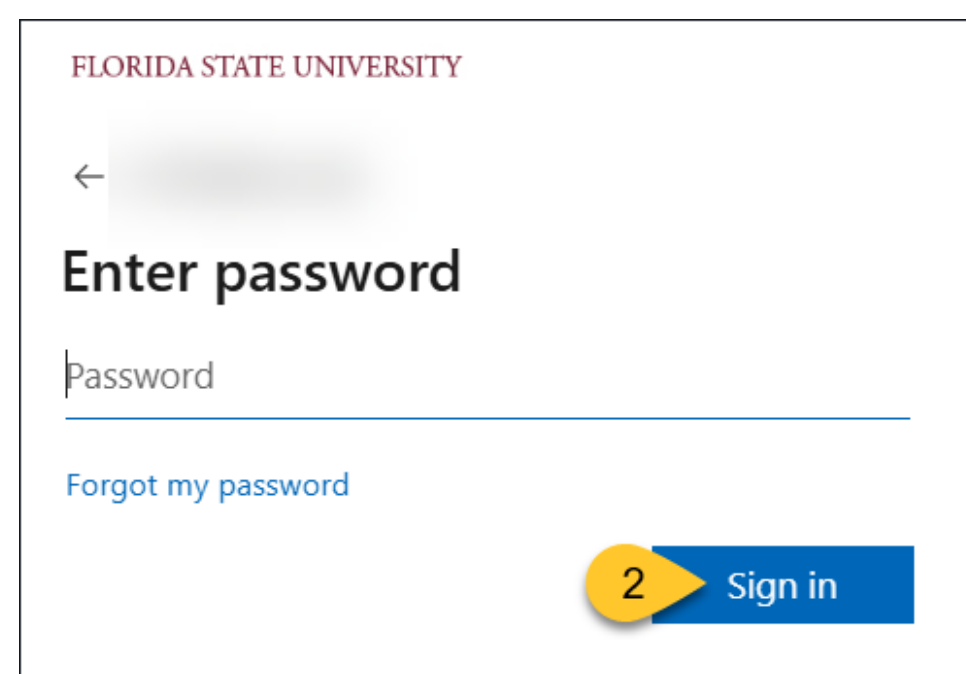 FLORIDA STATE UNIVERSITY
←
Enter password
Password
Forgot my password
2 Sign in